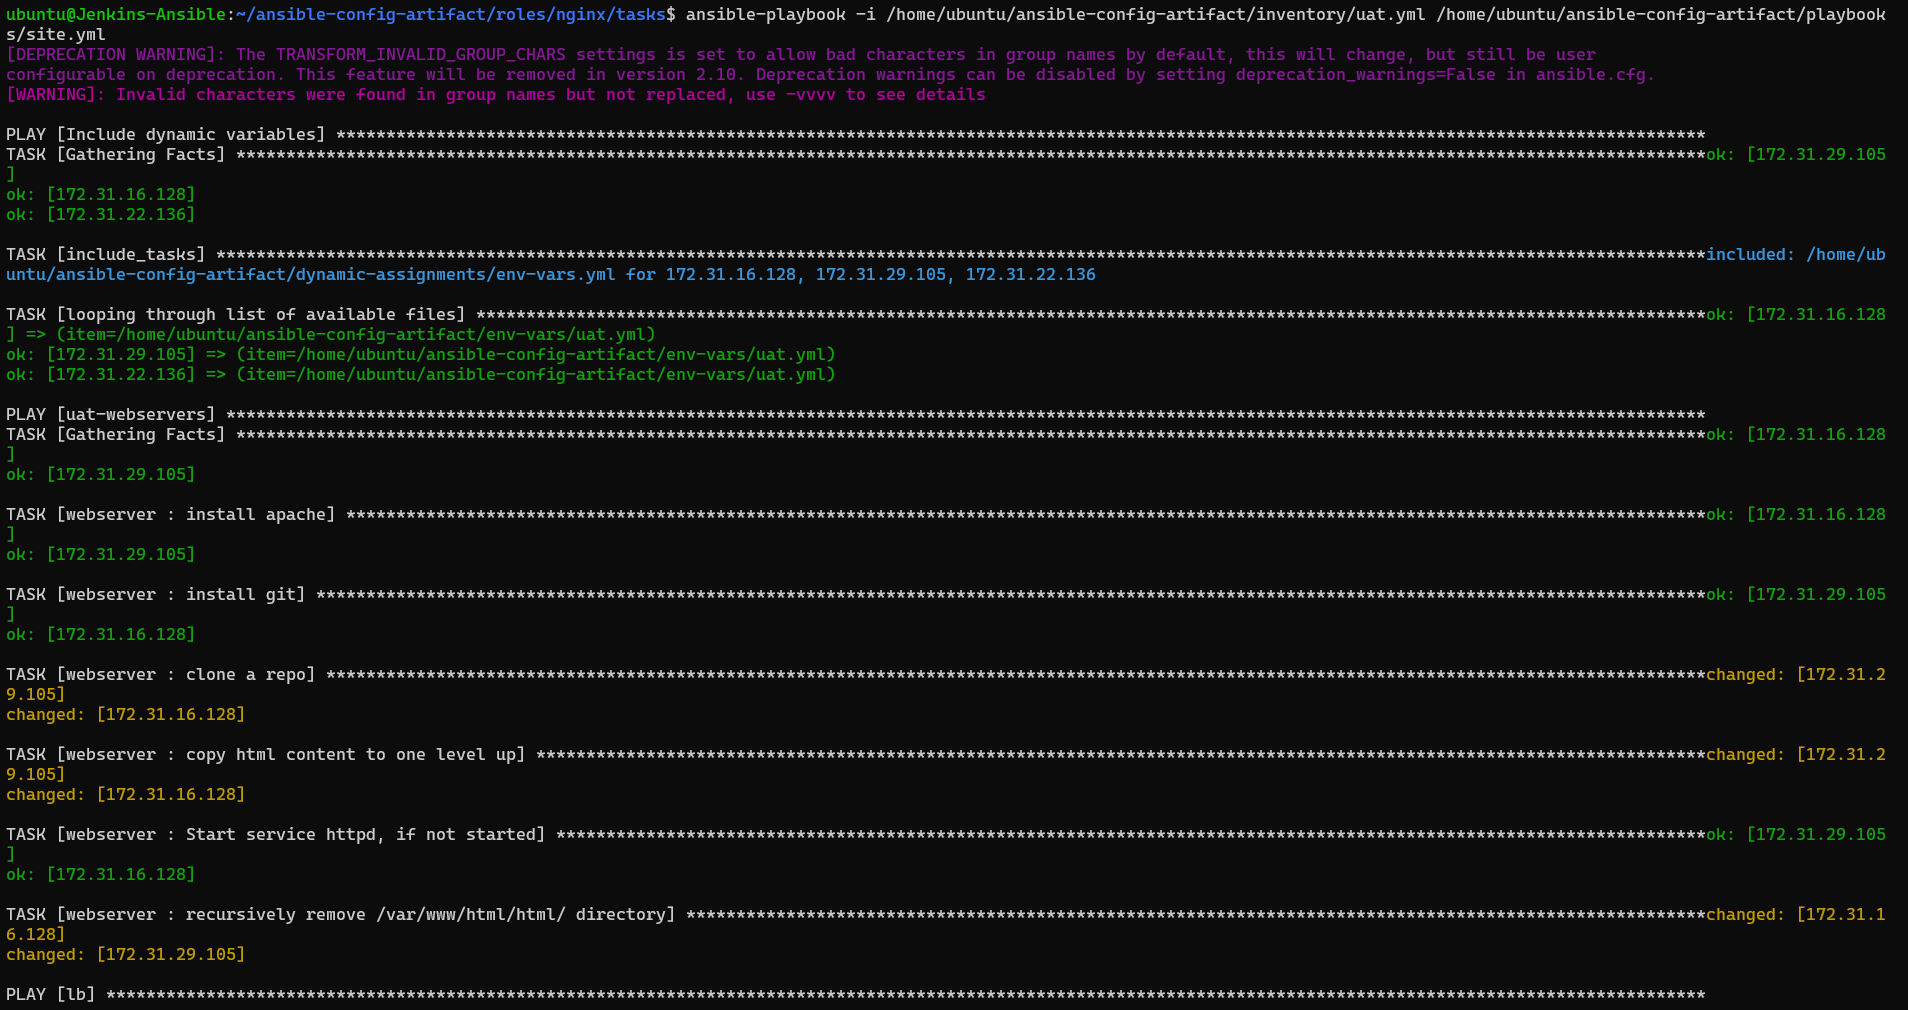 ubuntu@Jenkins-Ansible:~/ansible-config-artifact/roles/nginx/tasks$ ansible-playbook -i /home/ubuntu/ansible-config-artifact/inventory/uat.yml /home/ubuntu/ansible-config-artifact/playbook
s/site.yml
[DEPRECATION WARNING]: The TRANSFORM_INVALID_GROUP_CHARS settings is set to allow bad characters in group names by default, this will change, but still be user
configurable on deprecation. This feature will be removed in version 2.10. Deprecation warnings can be disabled by setting deprecation_warnings=False in ansible.cfg.
[WARNING]: Invalid characters were found in group names but not replaced, use -vvvv to see details
PLAY [Include dynamic variables] *****************************************************************************************************************************************
TASK [Gathering Facts] ***************************************************************************************************************************************************ok: [172.31.29.105
]
ok: [172.31.16.128]
ok: [172.31.22.136]
TASK [include_tasks] *****************************************************************************************************************************************************included: /home/ub
untu/ansible-config-artifact/dynamic-assignments/env-vars.yml for 172.31.16.128, 172.31.29.105, 172.31.22.136
TASK [looping through list of available files] ***************************************************************************************************************************ok: [172.31.16.128
] => (item=/home/ubuntu/ansible-config-artifact/env-vars/uat.yml)
ok: [172.31.29.105] => (item=/home/ubuntu/ansible-config-artifact/env-vars/uat.yml)
ok: [172.31.22.136] => (item=/home/ubuntu/ansible-config-artifact/env-vars/uat.yml)
PLAY [uat-webservers] ****************************************************************************************************************************************************
TASK [Gathering Facts] ***************************************************************************************************************************************************ok: [172.31.16.128
]
ok: [172.31.29.105]
TASK [webserver : install apache] ****************************************************************************************************************************************ok: [172.31.16.128
]
ok: [172.31.29.105]
TASK [webserver : install git] *******************************************************************************************************************************************ok: [172.31.29.105
]
ok: [172.31.16.128]
TASK [webserver : clone a repo] ******************************************************************************************************************************************changed: [172.31.2
9.105]
changed: [172.31.16.128]
TASK [webserver : copy html content to one level up] *********************************************************************************************************************changed: [172.31.2
9.105]
changed: [172.31.16.128]
TASK [webserver : Start service httpd, if not started] *******************************************************************************************************************ok: [172.31.29.105
]
ok: [172.31.16.128]
TASK [webserver : recursively remove /var/www/html/html/ directory] ******************************************************************************************************changed: [172.31.1
6.128]
changed: [172.31.29.105]
PLAY [lb] ****************************************************************************************************************************************************************